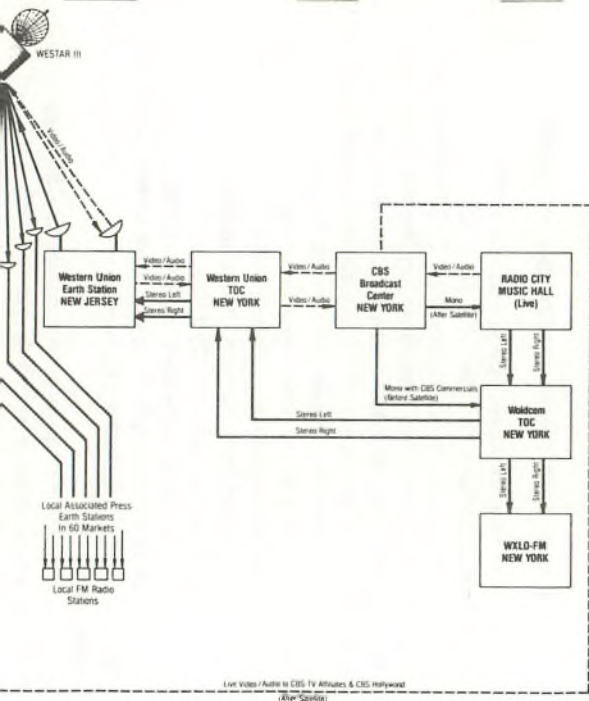 WESTAR III
Video/Audio
Western Union
Earth Station
NEW JERSEY
Video/Audio
Video/Audio
Stereo Left
Stereo Right
Western Union
TOC
NEW YORK
Video/Audio
Video/Audio
CBS
Broadcast
Center
NEW YORK
Video/Audio
Mono
(After Satellite)
RADIO CITY
MUSIC HALL
(Live)
Stereo Left
Stereo Right
Mono with CBS Commercials
(Before Satellite)
Stereo Left
Stereo Right
Woldcom
TOC
NEW YORK
Stereo Left
Stereo Right
WXLO-FM
NEW YORK
Local Associated Press
Earth Stations
In 60 Markets
Local FM Radio
Stations
Live Video/Audio to CBS-TV Affiliates & CBS Hollywood
(After Satellite)